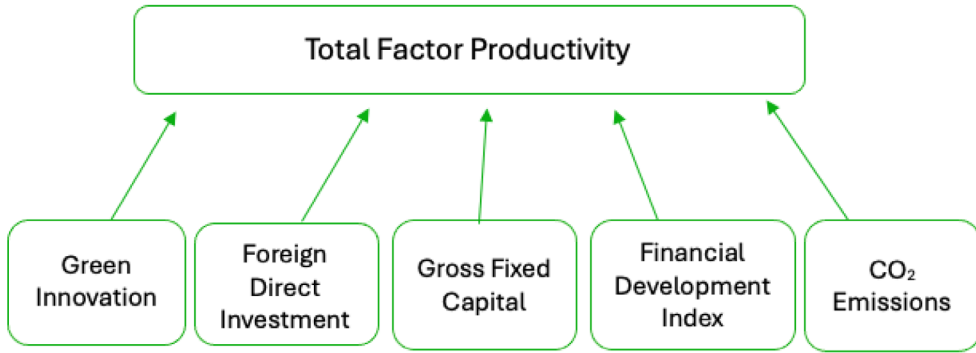 Total Factor Productivity
Green
Innovation
Foreign
Direct
Investment
Gross Fixed
Capital
Financial
Development
Index
CO₂
Emissions